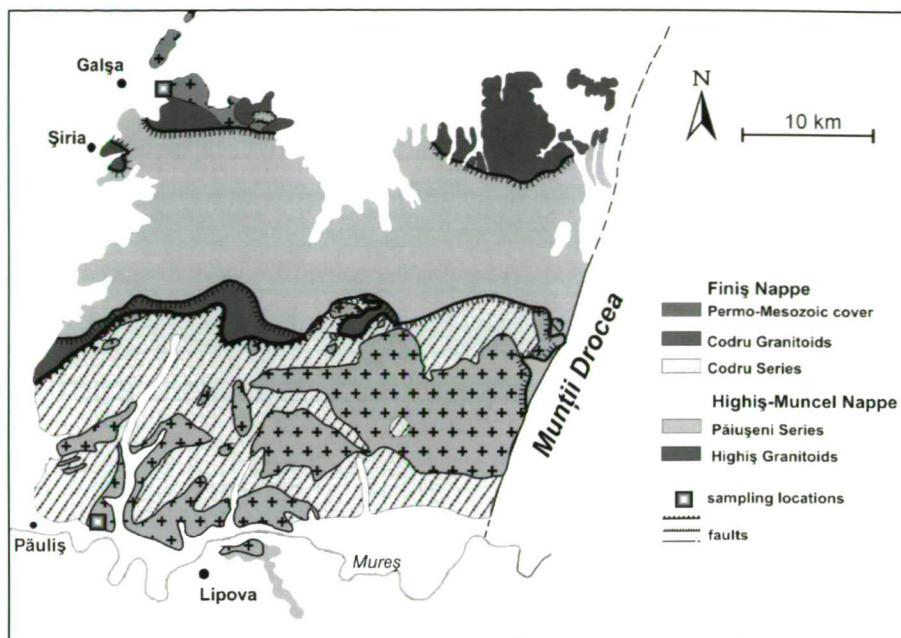 Galşa
Şiria
N
10 km
Munţii Drocea
Finiş Nappe
Permo-Mesozoic cover
Codru Granitoids
Codru Series
Highiş-Muncel Nappe
Păiuşeni Series
Highiş Granitoids
sampling locations
faults
Păuliş
Mureş
Lipova